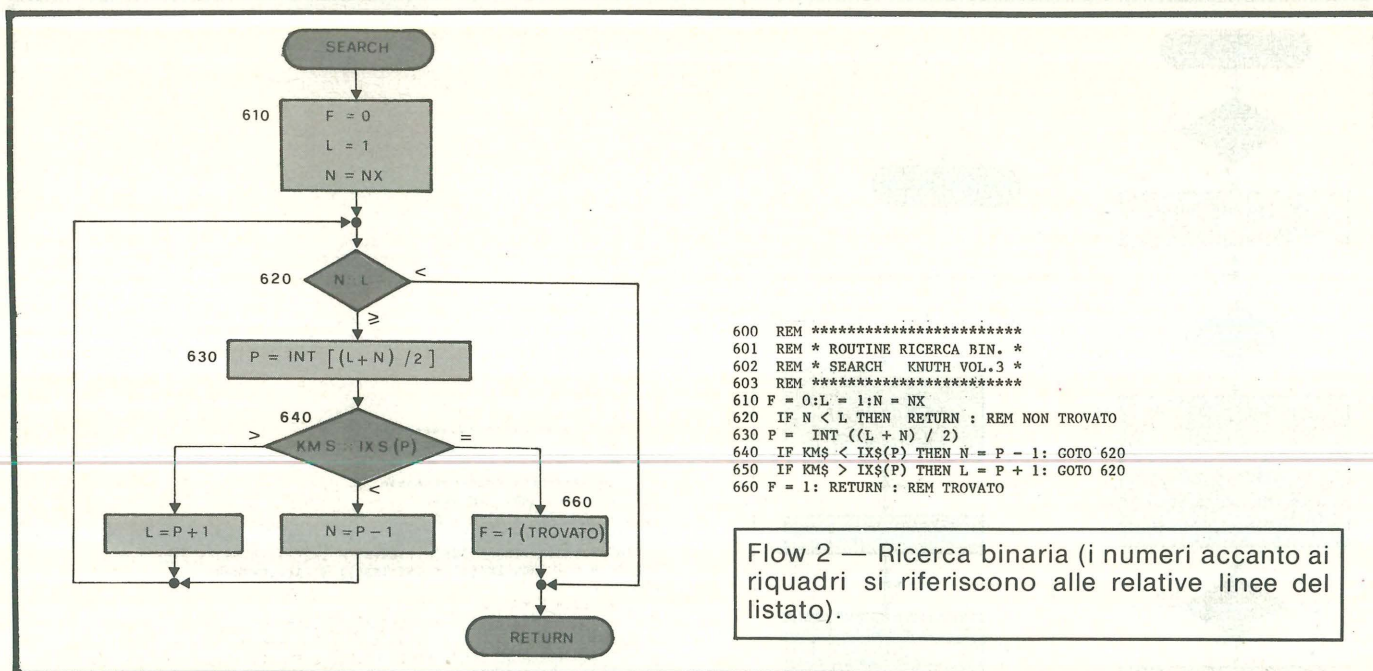 SEARCH
610
F = 0
L = 1
N = NX
620
N : L
<
≥
630
P = INT [(L+N) /2]
640
>
KM$ : IX$(P)
=
<
660
L=P+1
N=P-1
F=1 (TROVATO)
RETURN
600 REM ************************
601 REM * ROUTINE RICERCA BIN. *
602 REM * SEARCH KNUTH VOL.3 *
603 REM ************************
610 F = 0:L = 1:N = NX
620 IF N < L THEN RETURN : REM NON TROVATO
630 P = INT ((L + N) / 2)
640 IF KM$ < IX$(P) THEN N = P - 1: GOTO 620
650 IF KM$ > IX$(P) THEN L = P + 1: GOTO 620
660 F = 1: RETURN : REM TROVATO
Flow 2 — Ricerca binaria (i numeri accanto ai
riquadri si riferiscono alle relative linee del
listato).